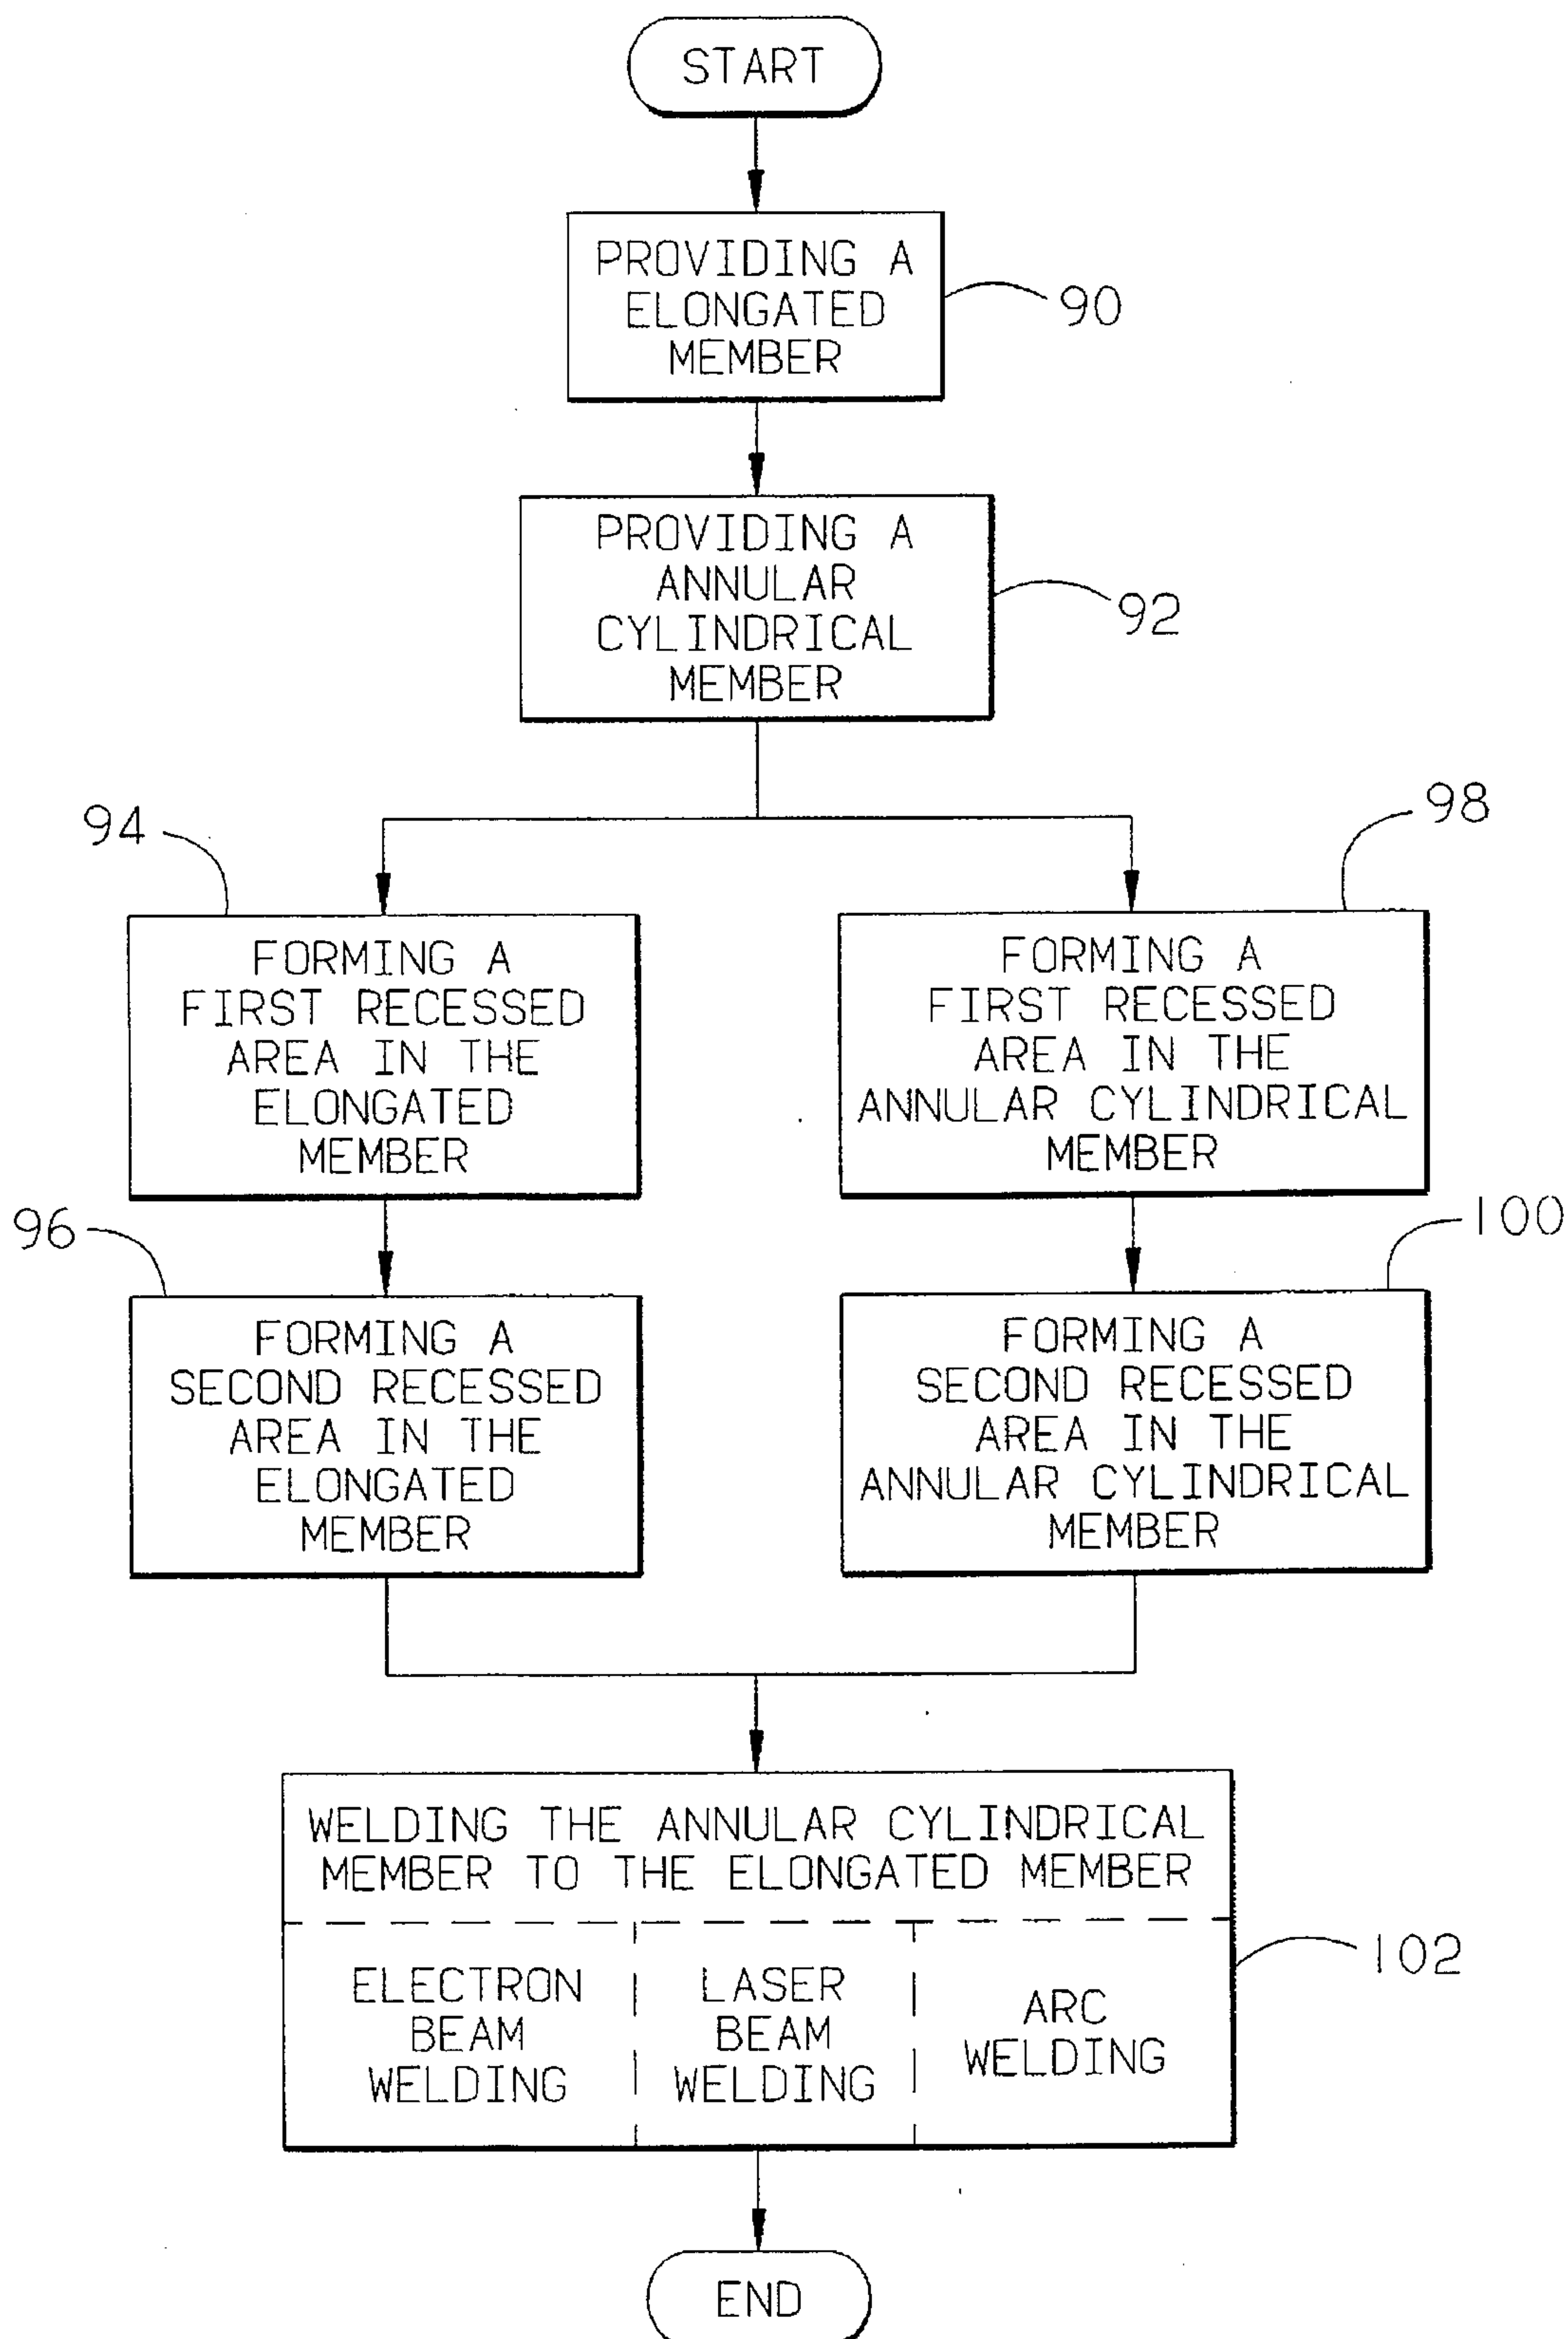 START
PROVIDING A
ELONGATED
MEMBER
90
PROVIDING A
ANNULAR
CYLINDRICAL
MEMBER
92
94
FORMING A
FIRST RECESSED
AREA IN THE
ELONGATED
MEMBER
98
FORMING A
FIRST RECESSED
AREA IN THE
ANNULAR CYLINDRICAL
MEMBER
96
FORMING A
SECOND RECESSED
AREA IN THE
ELONGATED
MEMBER
100
FORMING A
SECOND RECESSED
AREA IN THE
ANNULAR CYLINDRICAL
MEMBER
WELDING THE ANNULAR CYLINDRICAL
MEMBER TO THE ELONGATED MEMBER
ELECTRON
BEAM
WELDING
LASER
BEAM
WELDING
ARC
WELDING
102
END